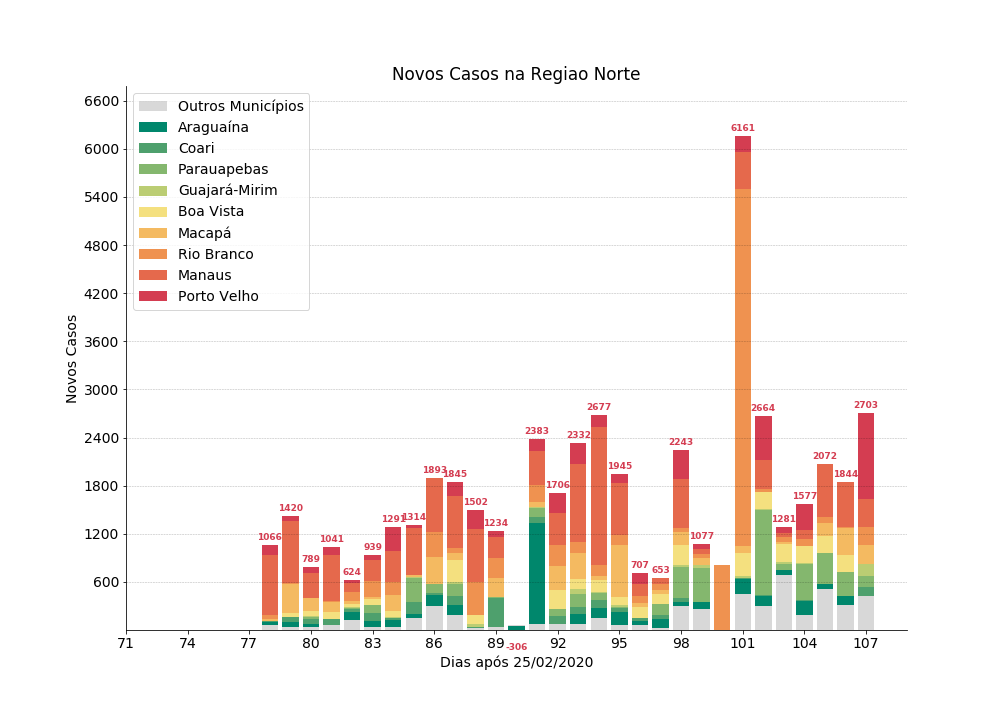 Novos Casos na Regiao Norte
Outros Municípios
Araguaína
Coari
Parauapebas
Guajará-Mirim
Boa Vista
Macapá
Rio Branco
Manaus
Porto Velho
Novos Casos
6600
6000
5400
4800
4200
3600
3000
2400
1800
1200
600
1066
1420
789
1041
624
939
1291
1314
1893
1845
1502
1234
-306
2383
1706
2332
2677
1945
707
653
2243
1077
6161
2664
1281
1577
2072
1844
2703
71 74 77 80 83 86 89 92 95 98 101 104 107
Dias após 25/02/2020